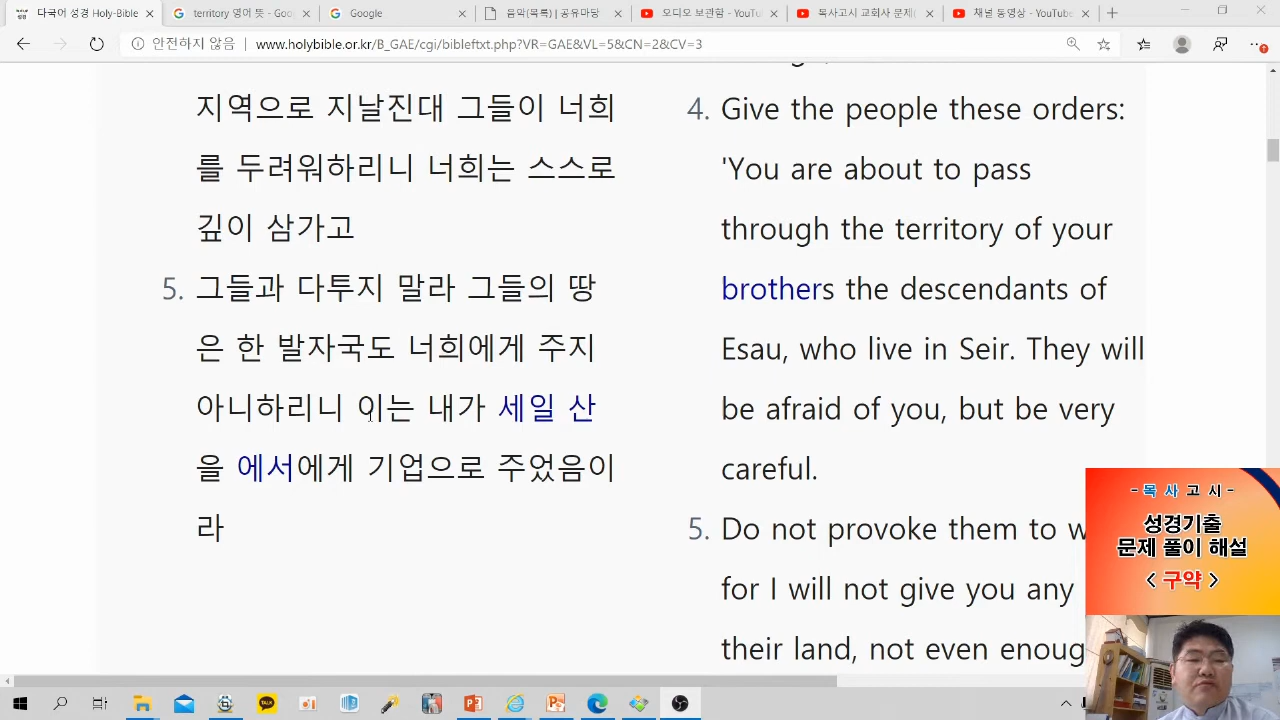 다국어 성경 Holy-Bible
territory 영어 뜻 - Goo
Google
음악(목록) | 공유마당
오디오 보관함 - YouTu
목사고시 교회사 문제(
채널 동영상 - YouTube
안전하지 않음
www.holybible.or.kr/B_GAE/cgi/bibleftxt.php?VR=GAE&VL=5&CN=2&CV=3
지역으로 지날진대 그들이 너희
를 두려워하리니 너희는 스스로
깊이 삼가고
5. 그들과 다투지 말라 그들의 땅
은 한 발자국도 너희에게 주지
아니하리니 이는 내가 세일 산
을 에서에게 기업으로 주었음이
라
4. Give the people these orders:
'You are about to pass
through the territory of your
brothers the descendants of
Esau, who live in Seir. They will
be afraid of you, but be very
careful.
5. Do not provoke them to w
for I will not give you any
their land, not even enoug
- 목사고시 -
성경기출
문제 풀이 해설
< 구약 >
TALK